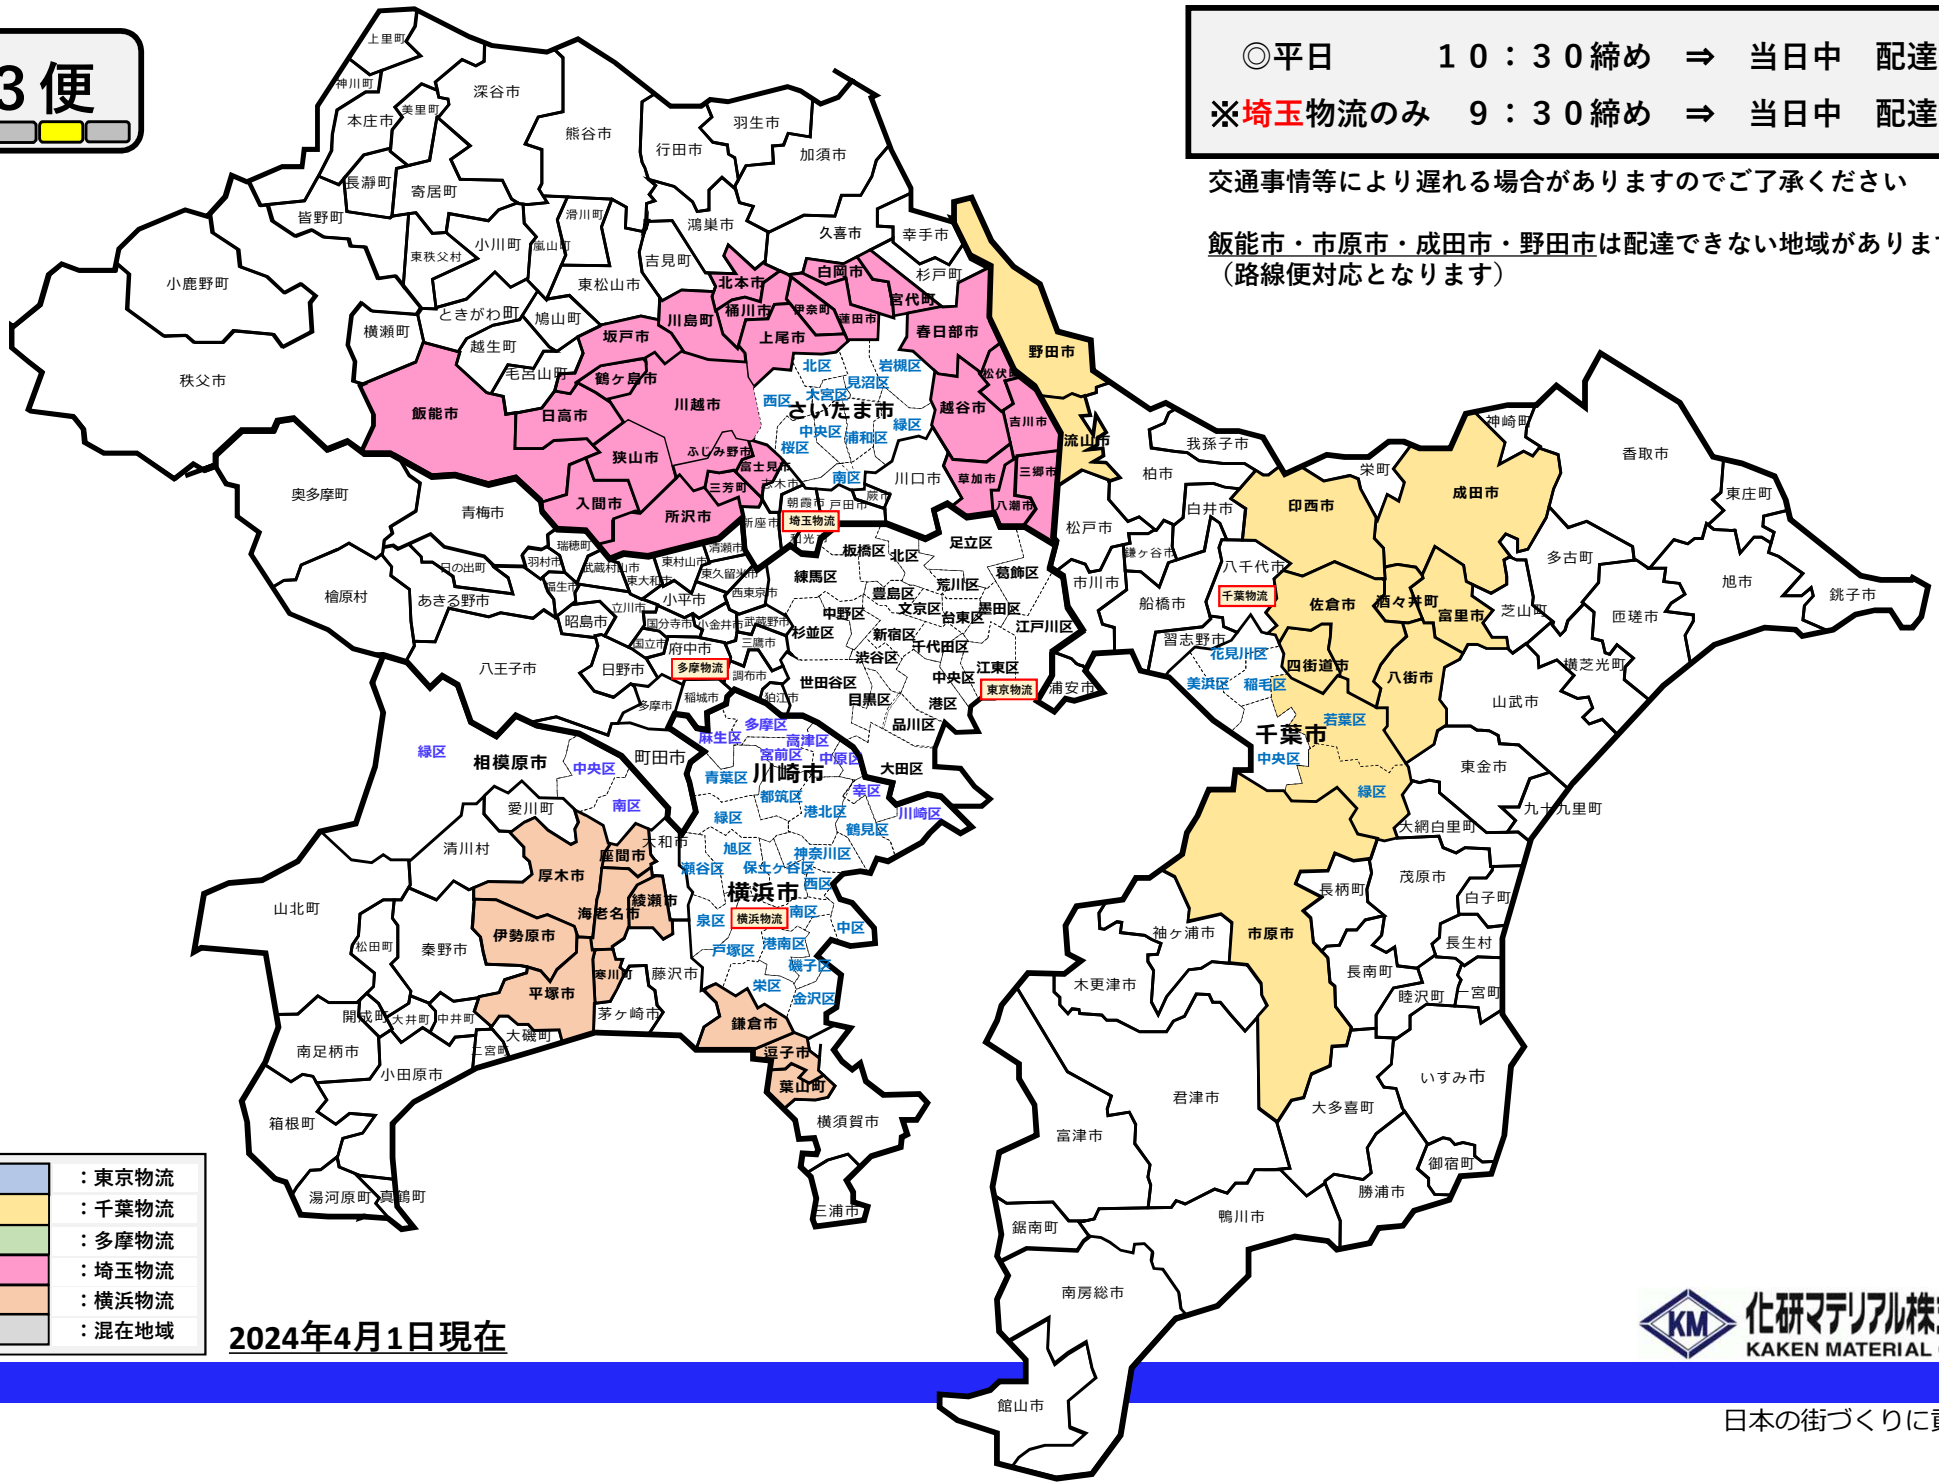 3便
◎平日 10：30締め ⇒ 当日中 配達
※埼玉物流のみ 9：30締め ⇒ 当日中 配達
交通事情等により遅れる場合がありますのでご了承ください
飯能市・市原市・成田市・野田市は配達できない地域があります
（路線便対応となります）
上里町
神川町
本庄市
美里町
深谷市
熊谷市
行田市
羽生市
加須市
長瀞町
寄居町
皆野町
滑川町
鴻巣市
久喜市
幸手市
東秩父村
小川町
嵐山町
吉見町
杉戸町
小鹿野町
東松山市
北本市
白岡市
宮代町
ときがわ町
鳩山町
横瀬町
川島町
桶川市
伊奈町
蓮田市
坂戸市
上尾市
春日部市
野田市
越生町
毛呂山町
秩父市
鶴ヶ島市
北区
岩槻区
見沼区
松伏町
大宮区
西区
さいたま市
飯能市
日高市
川越市
越谷市
吉川市
中央区
浦和区
緑区
桜区
流山市
狭山市
ふじみ野市
富士見市
三芳町
志木市
南区
川口市
草加市
三郷市
八潮市
入間市
所沢市
朝霞市
戸田市
蕨市
新座市
埼玉物流
和光市
奥多摩町
青梅市
瑞穂町
羽村市
武蔵村山市
東村山市
清瀬市
東久留米市
東大和市
日の出町
福生市
檜原村
あきる野市
昭島市
立川市
小平市
西東京市
国分寺市
小金井市
武蔵野市
国立市
府中市
三鷹市
多摩物流
調布市
八王子市
日野市
多摩市
稲城市
狛江市
町田市
板橋区
北区
足立区
練馬区
荒川区
葛飾区
豊島区
文京区
台東区
墨田区
中野区
杉並区
新宿区
千代田区
江戸川区
渋谷区
江東区
世田谷区
中央区
目黒区
港区
東京物流
品川区
大田区
浦安市
我孫子市
柏市
松戸市
白井市
鎌ヶ谷市
市川市
船橋市
八千代市
千葉物流
習志野市
印西市
栄町
成田市
神崎町
香取市
東庄町
多古町
旭市
銚子市
匝瑳市
芝山町
横芝光町
山武市
佐倉市
酒々井町
富里市
四街道市
八街市
花見川区
美浜区
稲毛区
若葉区
千葉市
中央区
緑区
東金市
九十九里町
大網白里町
茂原市
白子町
長柄町
長生村
長南町
睦沢町
一宮町
市原市
袖ヶ浦市
木更津市
君津市
富津市
大多喜町
いすみ市
御宿町
勝浦市
鴨川市
鋸南町
南房総市
館山市
緑区
相模原市
中央区
南区
愛川町
清川村
多摩区
麻生区
高津区
宮前区
中原区
川崎市
幸区
川崎区
青葉区
都筑区
港北区
鶴見区
緑区
旭区
瀬谷区
神奈川区
保土ヶ谷区
西区
横浜市
横浜物流
南区
中区
泉区
戸塚区
港南区
磯子区
栄区
金沢区
大和市
座間市
厚木市
綾瀬市
海老名市
山北町
松田町
秦野市
伊勢原市
寒川町
藤沢市
平塚市
茅ヶ崎市
開成町
大井町
中井町
大磯町
二宮町
南足柄市
小田原市
箱根町
湯河原町
真鶴町
鎌倉市
逗子市
葉山町
横須賀市
三浦市
：東京物流
：千葉物流
：多摩物流
：埼玉物流
：横浜物流
：混在地域
2024年4月1日現在
KM
化研マテリアル株
KAKEN MATERIAL
日本の街づくりに